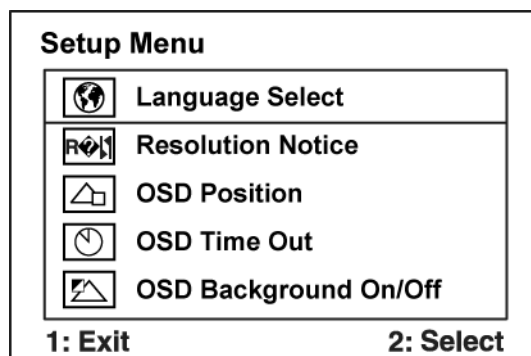 Setup Menu
Language Select
Resolution Notice
OSD Position
OSD Time Out
OSD Background On/Off
1: Exit 2: Select